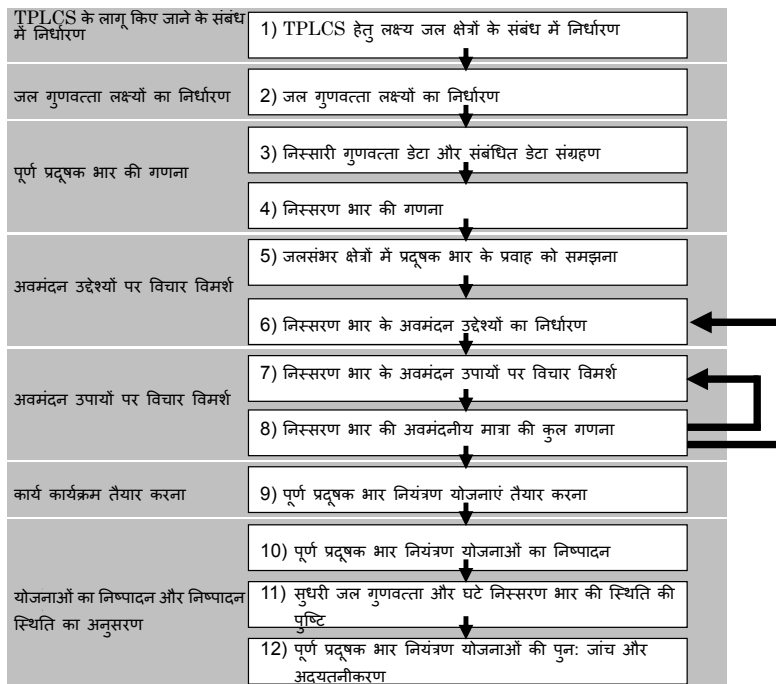 TPLCS के लागू किए जाने के संबंध
में निर्धारण
1) TPLCS हेतु लक्ष्य जल क्षेत्रों के संबंध में निर्धारण
जल गुणवत्ता लक्ष्यों का निर्धारण
2) जल गुणवत्ता लक्ष्यों का निर्धारण
पूर्ण प्रदूषक भार की गणना
3) निस्सारी गुणवत्ता डेटा और संबंधित डेटा संग्रहण
4) निस्सरण भार की गणना
अवमंदन उद्देश्यों पर विचार विमर्श
5) जलसंभर क्षेत्रों में प्रदूषक भार के प्रवाह को समझना
6) निस्सरण भार के अवमंदन उद्देश्यों का निर्धारण
अवमंदन उपायों पर विचार विमर्श
7) निस्सरण भार के अवमंदन उपायों पर विचार विमर्श
8) निस्सरण भार की अवमंदनीय मात्रा की कुल गणना
कार्य कार्यक्रम तैयार करना
9) पूर्ण प्रदूषक भार नियंत्रण योजनाएं तैयार करना
योजनाओं का निष्पादन और निष्पादन
स्थिति का अनुसरण
10) पूर्ण प्रदूषक भार नियंत्रण योजनाओं का निष्पादन
11) सुधरी जल गुणवत्ता और घटे निस्सरण भार की स्थिति की
पुष्टि
12) पूर्ण प्रदूषक भार नियंत्रण योजनाओं की पुन: जांच और
अदयतनीकरण